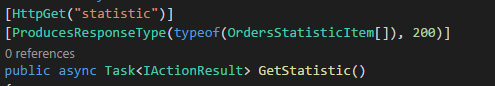 [HttpGet("statistic")]
[ProducesResponseType(typeof(OrdersStatisticItem[]), 200)]
0 references
public async Task<IActionResult> GetStatistic()
{